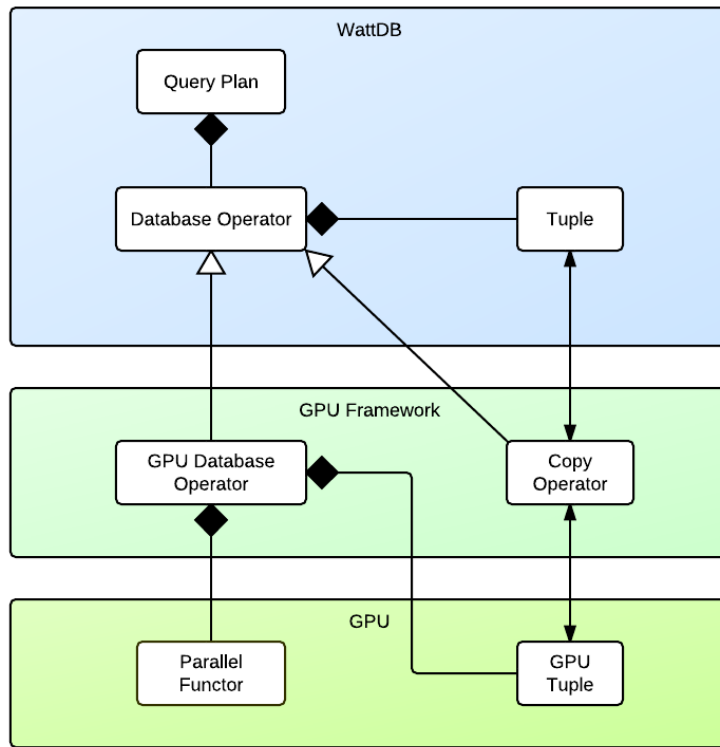 WattDB
Query Plan
Database Operator
Tuple
GPU Framework
GPU Database
Operator
Copy
Operator
GPU
Parallel
Functor
GPU
Tuple